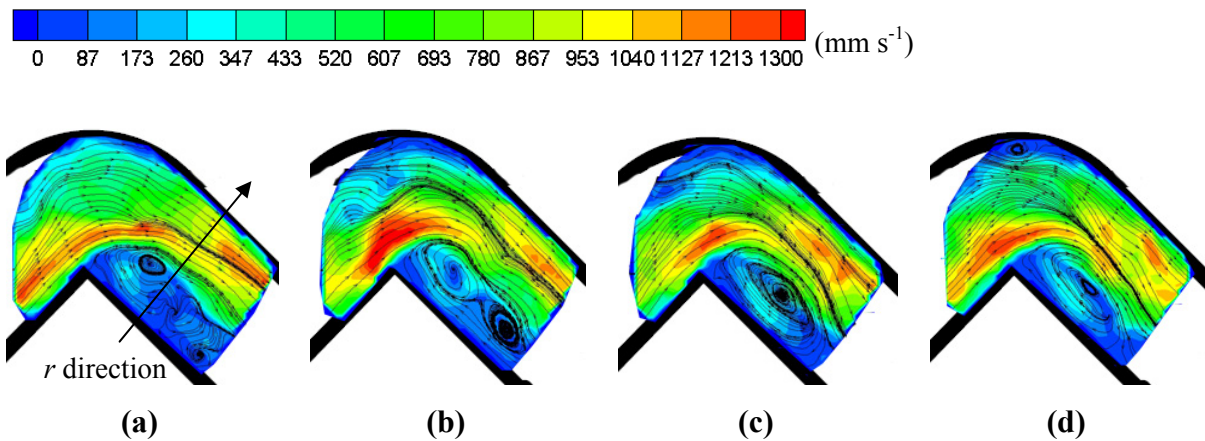 (mm s-1)
0 87 173 260 347 433 520 607 693 780 867 953 1040 1127 1213 1300
r direction
(a) (b) (c) (d)